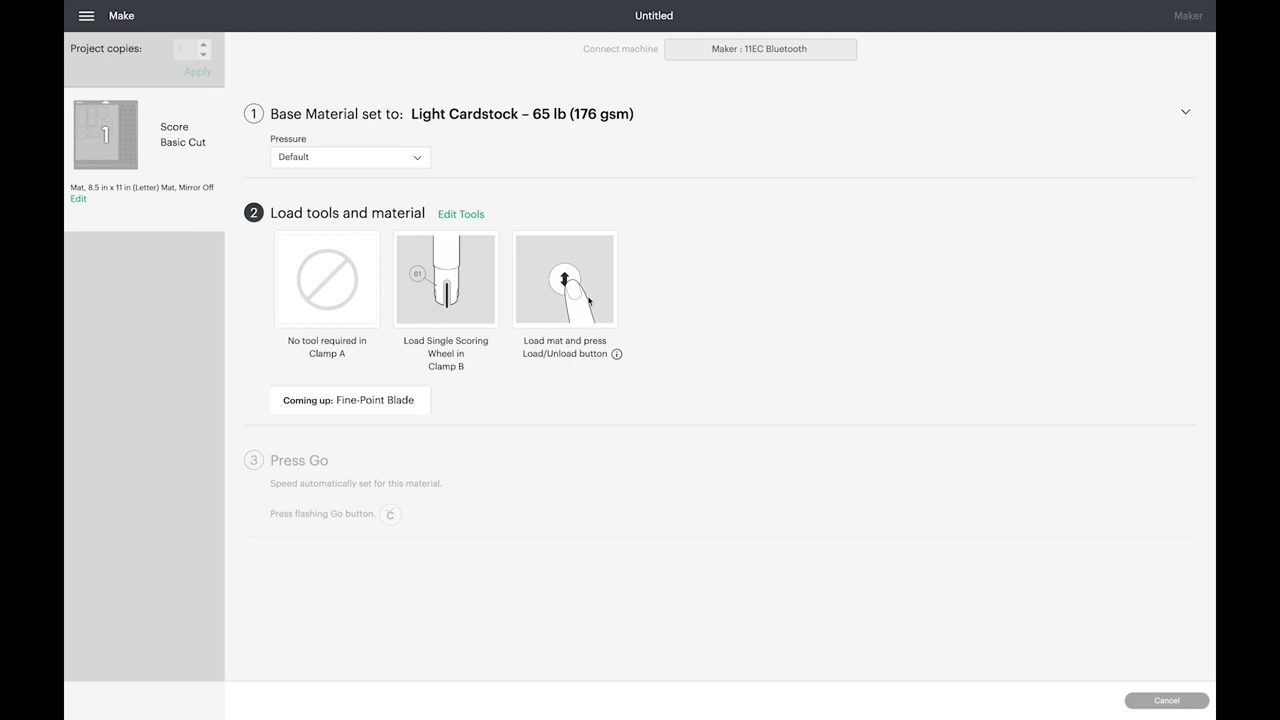 Make
Untitled
Maker
Project copies:
2
Apply
Connect machine
Maker : 11EC Bluetooth
1
Score
Basic Cut
Mat, 8.5 in x 11 in (Letter) Mat, Mirror Off
Edit
1 Base Material set to: Light Cardstock – 65 lb (176 gsm)
Pressure
Default
2 Load tools and material Edit Tools
01
No tool required in
Clamp A
Load Single Scoring
Wheel in
Clamp B
Load mat and press
Load/Unload button
Coming up: Fine-Point Blade
3 Press Go
Speed automatically set for this material.
Press flashing Go button.
Cancel